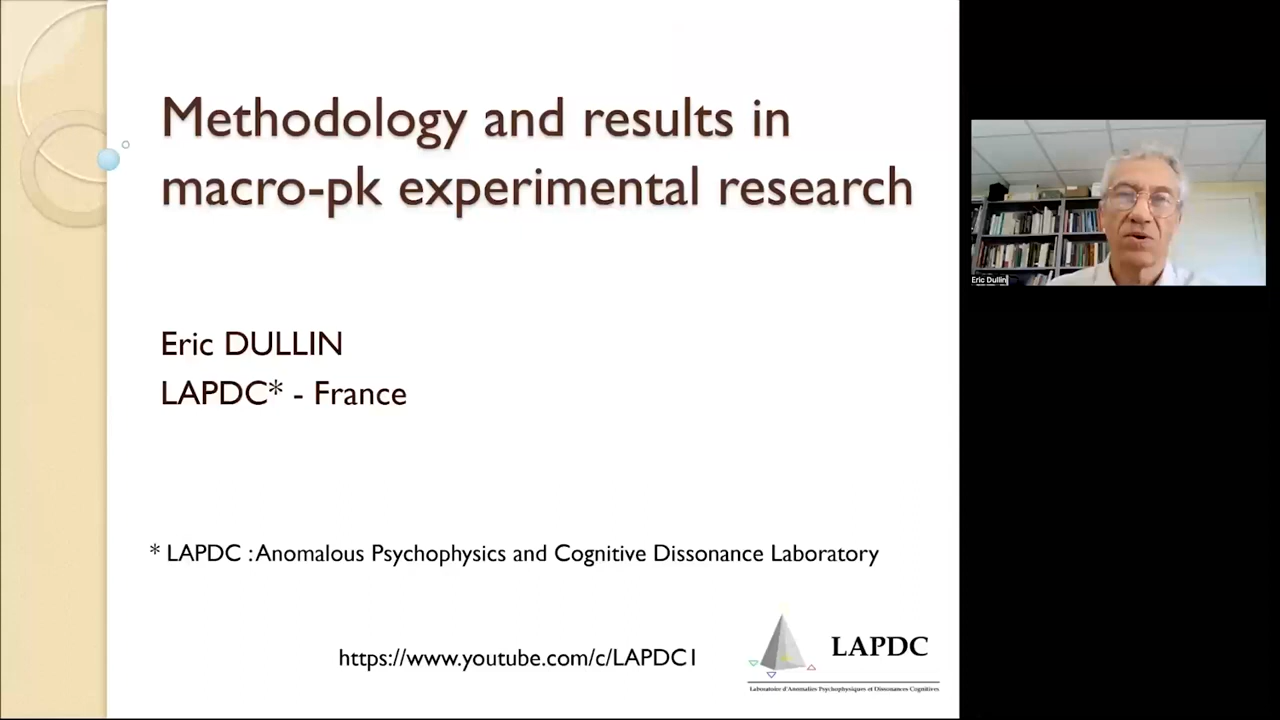 Methodology and results in
macro-pk experimental research
Eric DULLIN
LAPDC* - France
* LAPDC : Anomalous Psychophysics and Cognitive Dissonance Laboratory
https://www.youtube.com/c/LAPDC1
LAPDC
Laboratoire d'Anomalies Psychophysiques et Dissonances Cognitives
Eric Dullin